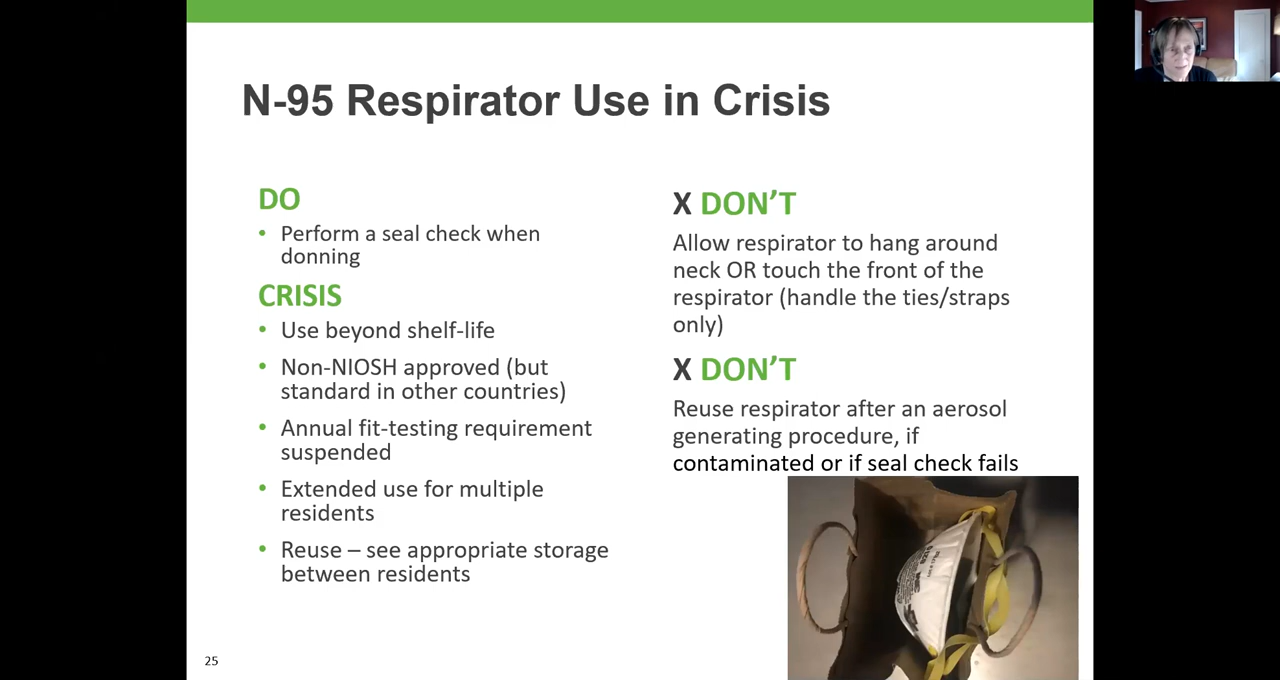 N-95 Respirator Use in Crisis
DO
• Perform a seal check when
donning
CRISIS
• Use beyond shelf-life
• Non-NIOSH approved (but
standard in other countries)
• Annual fit-testing requirement
suspended
• Extended use for multiple
residents
• Reuse – see appropriate storage
between residents
X DON’T
Allow respirator to hang around
neck OR touch the front of the
respirator (handle the ties/straps
only)
X DON’T
Reuse respirator after an aerosol
generating procedure, if
contaminated or if seal check fails
25